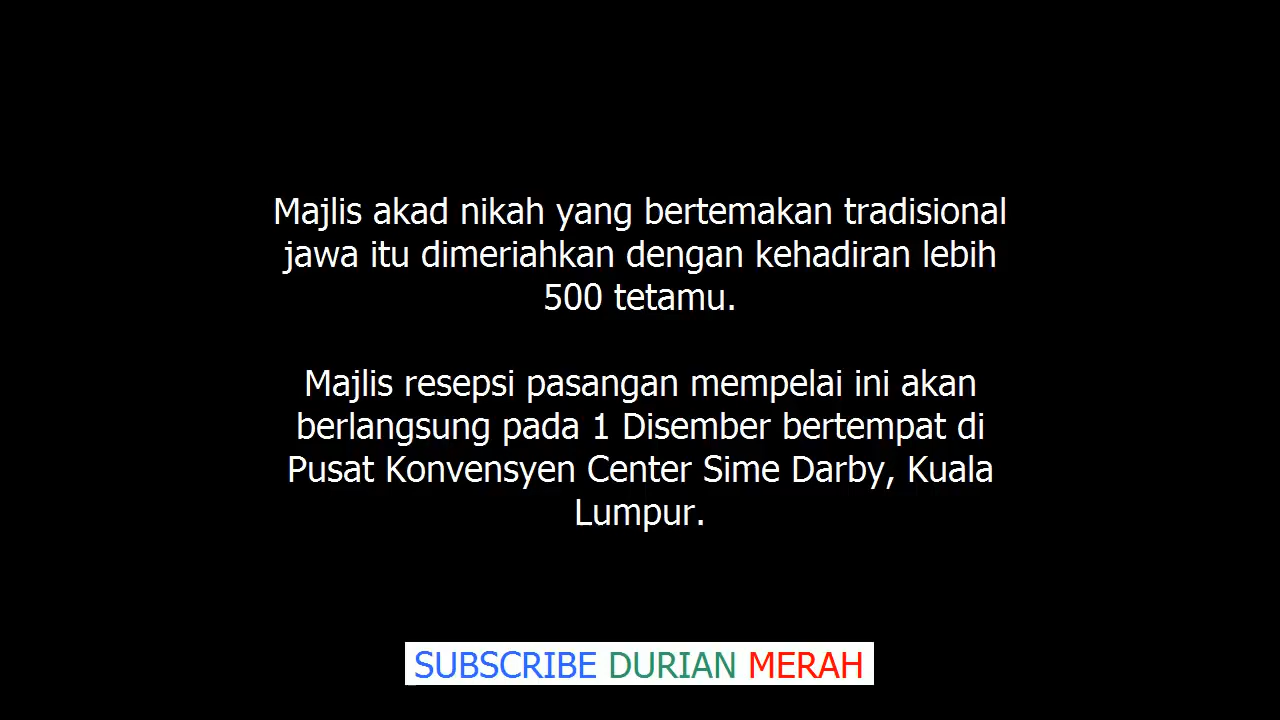 Majlis akad nikah yang bertemakan tradisional
jawa itu dimeriahkan dengan kehadiran lebih
500 tetamu.
Majlis resepsi pasangan mempelai ini akan
berlangsung pada 1 Disember bertempat di
Pusat Konvensyen Center Sime Darby, Kuala
Lumpur.
SUBSCRIBE DURIAN MERAH